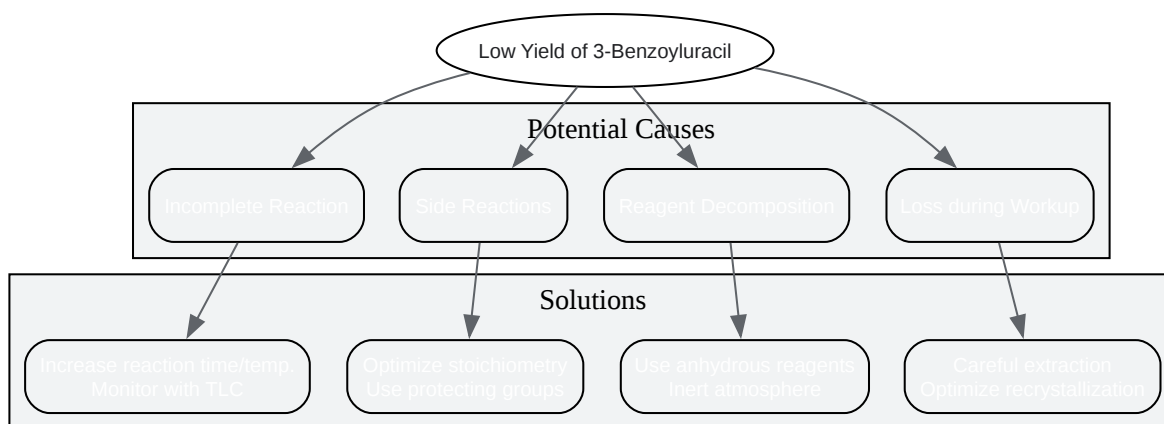 Low Yield of 3-Benzoyluracil
Potential Causes
Incomplete Reaction
Side Reactions
Reagent Decomposition
Loss during Workup
Solutions
Increase reaction time/temp.
Monitor with TLC
Optimize stoichiometry
Use protecting groups
Use anhydrous reagents
Inert atmosphere
Careful extraction
Optimize recrystallization